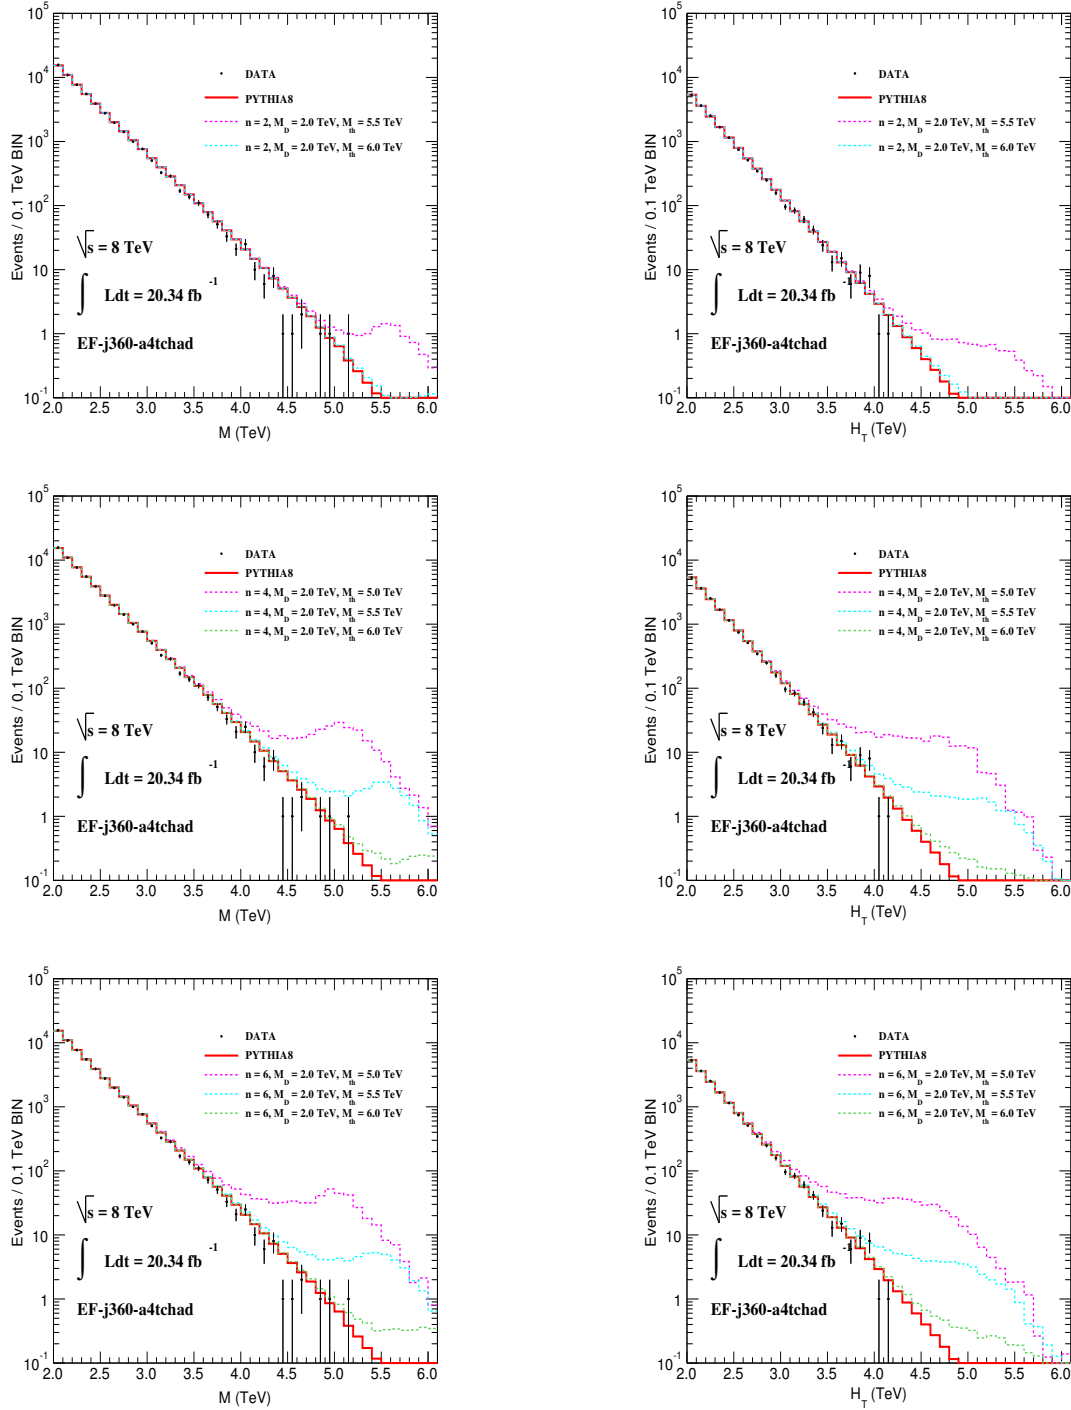 10^5
10^4
10^3
10^2
10
1
10^-1
Events / 0.1 TeV BIN
DATA
PYTHIA8
n = 2, M_D = 2.0 TeV, M_th = 5.5 TeV
n = 2, M_D = 2.0 TeV, M_th = 6.0 TeV
√s = 8 TeV
∫ Ldt = 20.34 fb^-1
EF-j360-a4tchad
2.0 2.5 3.0 3.5 4.0 4.5 5.0 5.5 6.0
M (TeV)
10^5
10^4
10^3
10^2
10
1
10^-1
Events / 0.1 TeV BIN
DATA
PYTHIA8
n = 2, M_D = 2.0 TeV, M_th = 5.5 TeV
n = 2, M_D = 2.0 TeV, M_th = 6.0 TeV
√s = 8 TeV
∫ Ldt = 20.34 fb^-1
EF-j360-a4tchad
2.0 2.5 3.0 3.5 4.0 4.5 5.0 5.5 6.0
H_T (TeV)
10^5
10^4
10^3
10^2
10
1
10^-1
Events / 0.1 TeV BIN
DATA
PYTHIA8
n = 4, M_D = 2.0 TeV, M_th = 5.0 TeV
n = 4, M_D = 2.0 TeV, M_th = 5.5 TeV
n = 4, M_D = 2.0 TeV, M_th = 6.0 TeV
√s = 8 TeV
∫ Ldt = 20.34 fb^-1
EF-j360-a4tchad
2.0 2.5 3.0 3.5 4.0 4.5 5.0 5.5 6.0
M (TeV)
10^5
10^4
10^3
10^2
10
1
10^-1
Events / 0.1 TeV BIN
DATA
PYTHIA8
n = 4, M_D = 2.0 TeV, M_th = 5.0 TeV
n = 4, M_D = 2.0 TeV, M_th = 5.5 TeV
n = 4, M_D = 2.0 TeV, M_th = 6.0 TeV
√s = 8 TeV
∫ Ldt = 20.34 fb^-1
EF-j360-a4tchad
2.0 2.5 3.0 3.5 4.0 4.5 5.0 5.5 6.0
H_T (TeV)
10^5
10^4
10^3
10^2
10
1
10^-1
Events / 0.1 TeV BIN
DATA
PYTHIA8
n = 6, M_D = 2.0 TeV, M_th = 5.0 TeV
n = 6, M_D = 2.0 TeV, M_th = 5.5 TeV
n = 6, M_D = 2.0 TeV, M_th = 6.0 TeV
√s = 8 TeV
∫ Ldt = 20.34 fb^-1
EF-j360-a4tchad
2.0 2.5 3.0 3.5 4.0 4.5 5.0 5.5 6.0
M (TeV)
10^5
10^4
10^3
10^2
10
1
10^-1
Events / 0.1 TeV BIN
DATA
PYTHIA8
n = 6, M_D = 2.0 TeV, M_th = 5.0 TeV
n = 6, M_D = 2.0 TeV, M_th = 5.5 TeV
n = 6, M_D = 2.0 TeV, M_th = 6.0 TeV
√s = 8 TeV
∫ Ldt = 20.34 fb^-1
EF-j360-a4tchad
2.0 2.5 3.0 3.5 4.0 4.5 5.0 5.5 6.0
H_T (TeV)